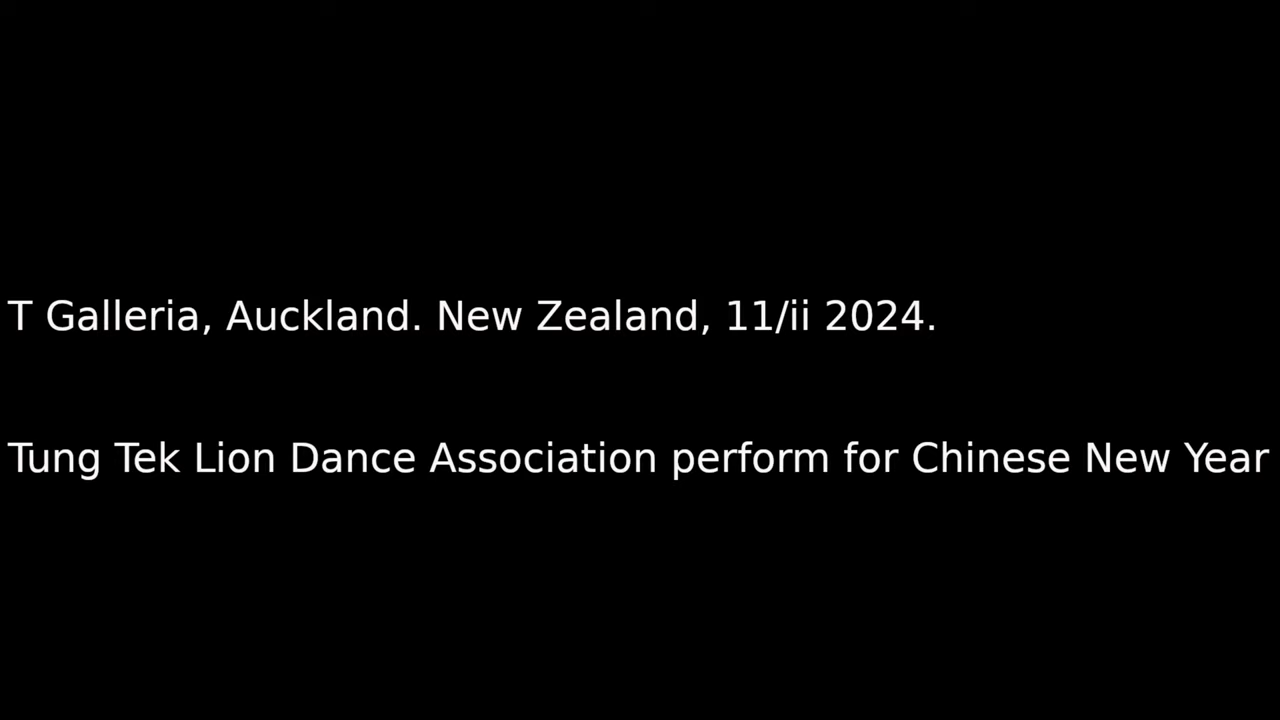 T Galleria, Auckland. New Zealand, 11/ii 2024.
Tung Tek Lion Dance Association perform for Chinese New Year